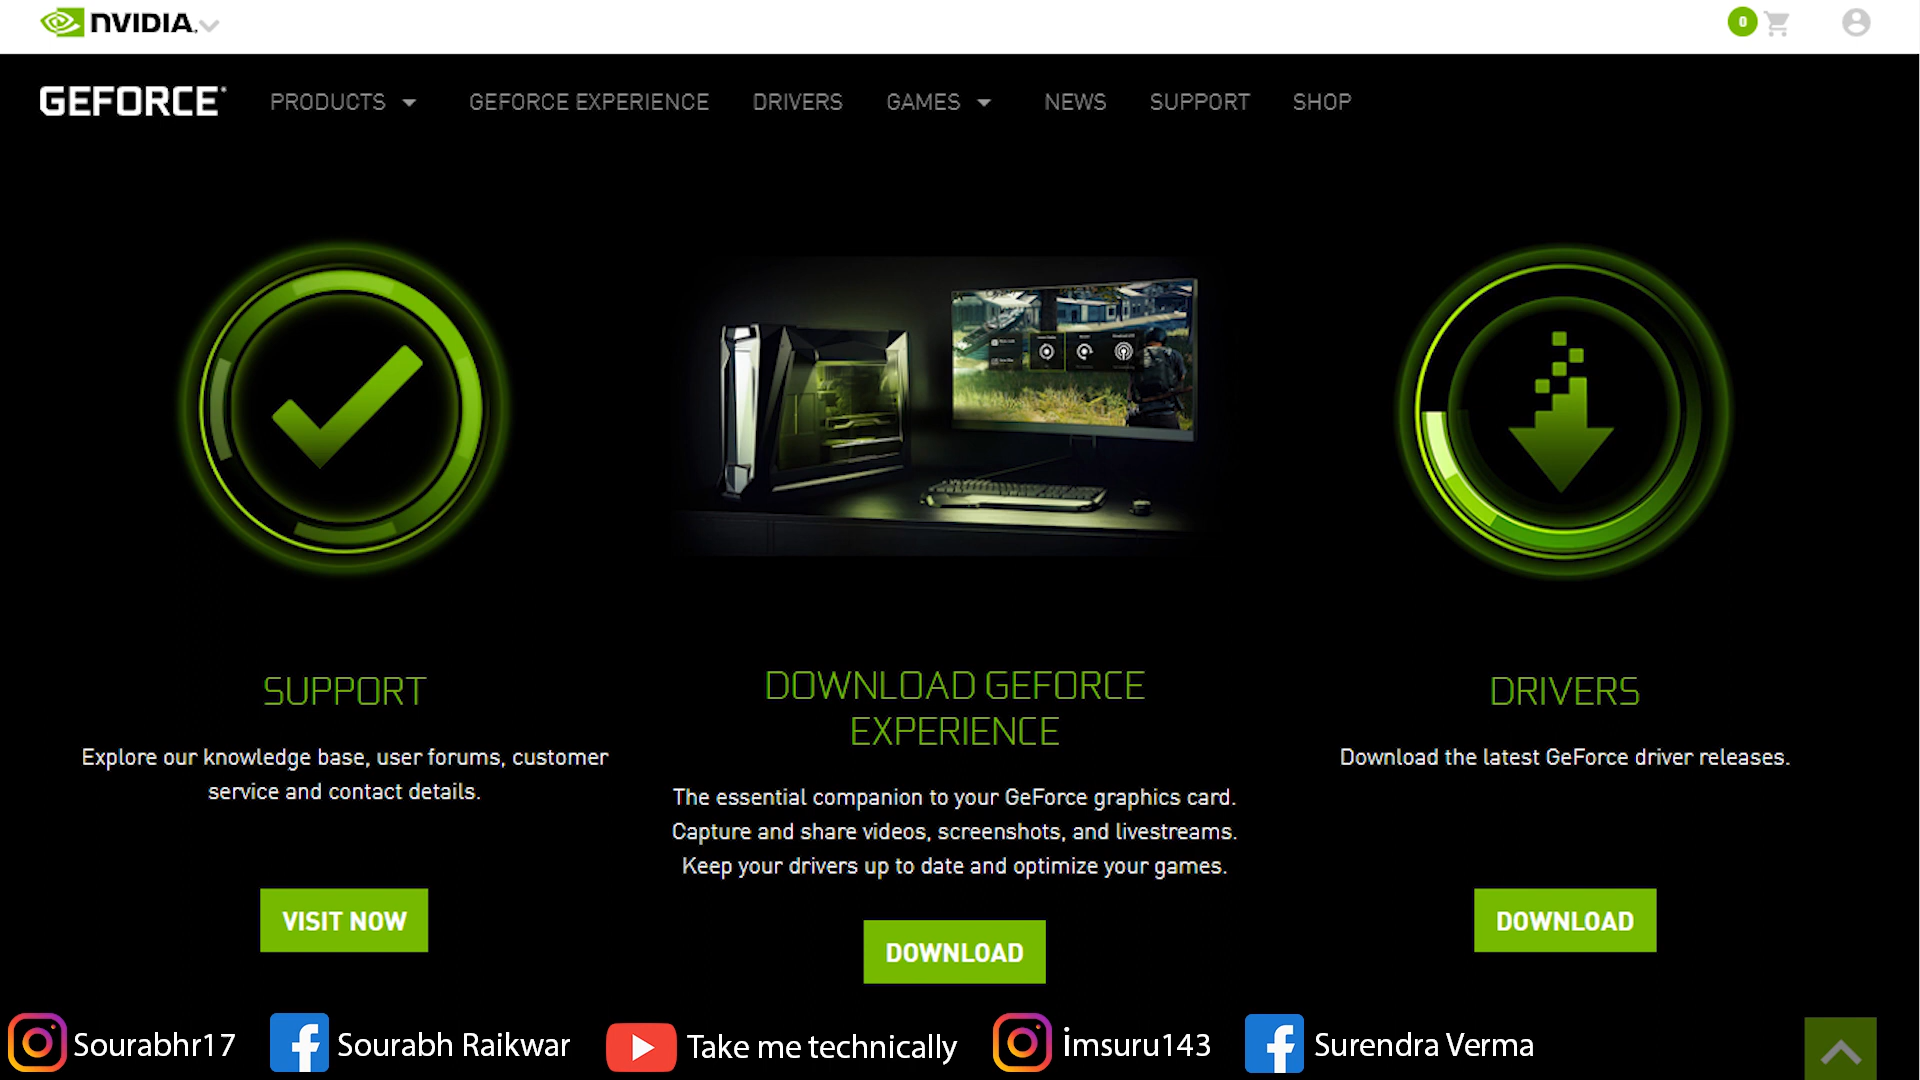 NVIDIA.
0
GEFORCE
PRODUCTS
GEFORCE EXPERIENCE
DRIVERS
GAMES
NEWS
SUPPORT
SHOP
SUPPORT
Explore our knowledge base, user forums, customer
service and contact details.
VISIT NOW
DOWNLOAD GEFORCE
EXPERIENCE
The essential companion to your GeForce graphics card.
Capture and share videos, screenshots, and livestreams.
Keep your drivers up to date and optimize your games.
DOWNLOAD
DRIVERS
Download the latest GeForce driver releases.
DOWNLOAD
Sourabhr17
Sourabh Raikwar
Take me technically
İmsuru143
Surendra Verma